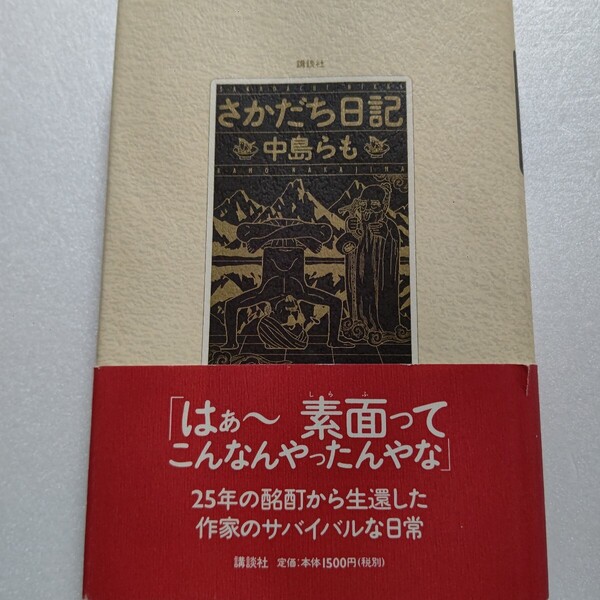 講談社
SAKADACHI NIKKI
さかだち日記
中島らも
RAMO NAKAJIMA
「はぁ〜 素面って
しらふ
こんなんやったんやな」
25年の酩酊から生還した
作家のサバイバルな日常
講談社 定価:本体1500円(税別)